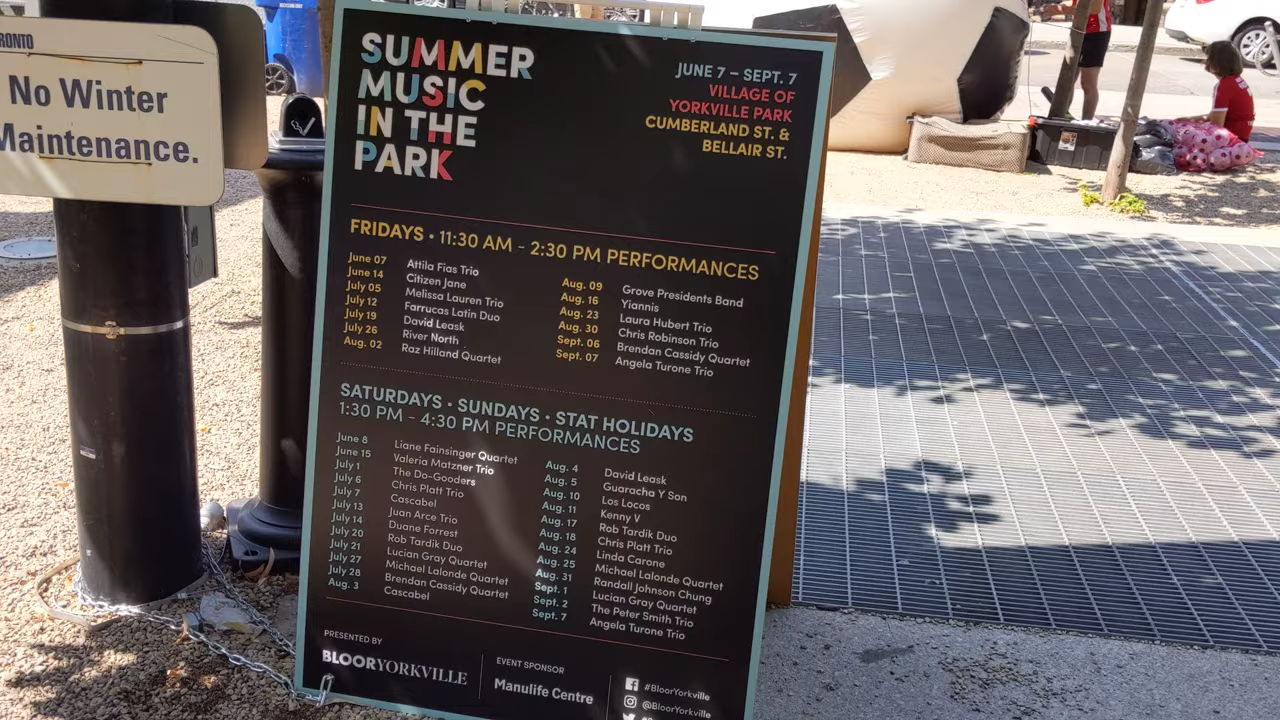 RONTO
No Winter
Maintenance.
SUMMER
MUSIC
IN THE
PARK
JUNE 7 – SEPT. 7
VILLAGE OF
YORKVILLE PARK
CUMBERLAND ST. &
BELLAIR ST.
FRIDAYS • 11:30 AM - 2:30 PM PERFORMANCES
June 07 Attila Fias Trio
June 14 Citizen Jane
July 05 Melissa Lauren Trio
July 12 Farrucas Latin Duo
July 19 David Leask
July 26 River North
Aug. 02 Raz Hilland Quartet
Aug. 09 Grove Presidents Band
Aug. 16 Yiannis
Aug. 23 Laura Hubert Trio
Aug. 30 Chris Robinson Trio
Sept. 06 Brendan Cassidy Quartet
Sept. 07 Angela Turone Trio
SATURDAYS • SUNDAYS • STAT HOLIDAYS
1:30 PM - 4:30 PM PERFORMANCES
June 8 Liane Fainsinger Quartet
June 15 Valeria Matzner Trio
July 1 The Do-Gooders
July 6 Chris Platt Trio
July 7 Cascabel
July 13 Juan Arce Trio
July 14 Duane Forrest
July 20 Rob Tardik Duo
July 21 Lucian Gray Quartet
July 27 Michael Lalonde Quartet
July 28 Brendan Cassidy Quartet
Aug. 3 Cascabel
Aug. 4 David Leask
Aug. 5 Guaracha Y Son
Aug. 10 Los Locos
Aug. 11 Kenny V
Aug. 17 Rob Tardik Duo
Aug. 18 Chris Platt Trio
Aug. 24 Linda Carone
Aug. 25 Michael Lalonde Quartet
Aug. 31 Randall Johnson Chung
Sept. 1 Lucian Gray Quartet
Sept. 2 The Peter Smith Trio
Sept. 7 Angela Turone Trio
PRESENTED BY
BLOORYORKVILLE
EVENT SPONSOR
Manulife Centre
#BloorYorkville
@BloorYorkville